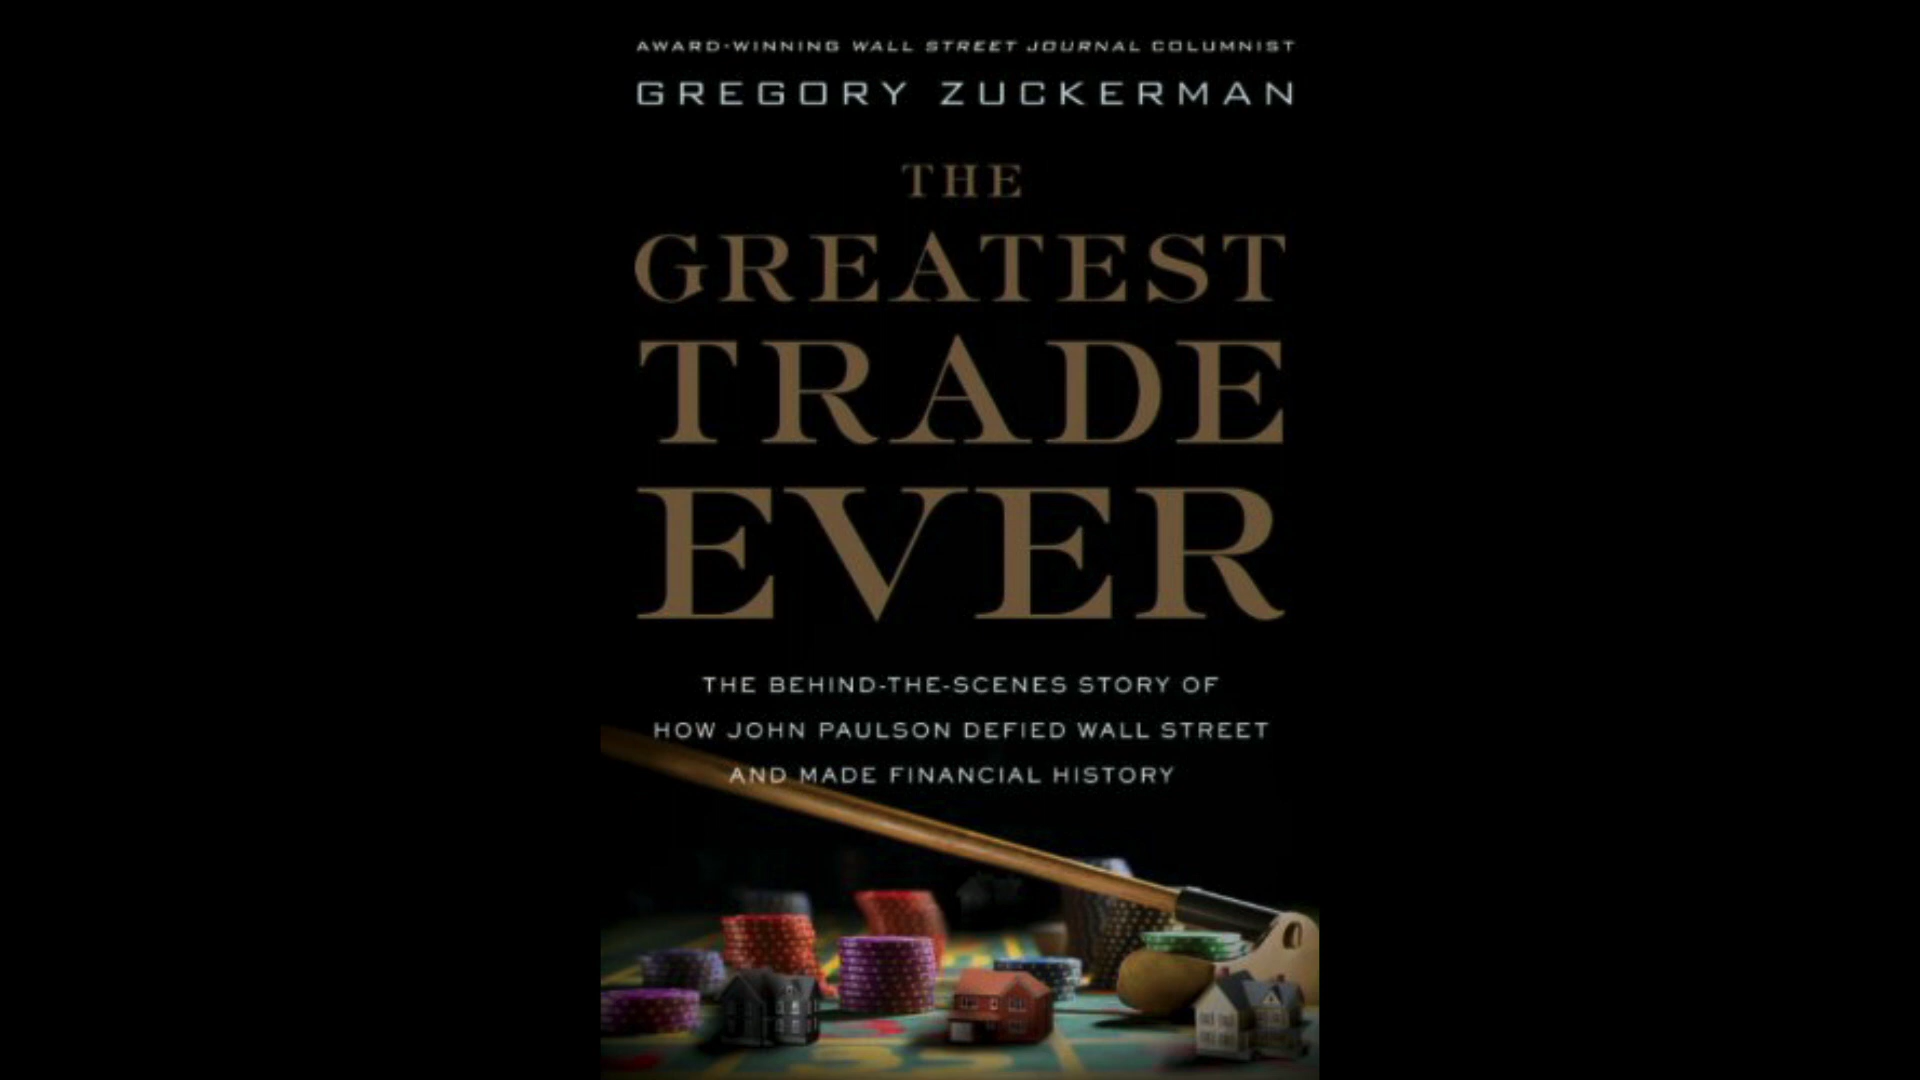 AWARD-WINNING WALL STREET JOURNAL COLUMNIST
GREGORY ZUCKERMAN
THE
GREATEST
TRADE
EVER
THE BEHIND-THE-SCENES STORY OF
HOW JOHN PAULSON DEFIED WALL STREET
AND MADE FINANCIAL HISTORY